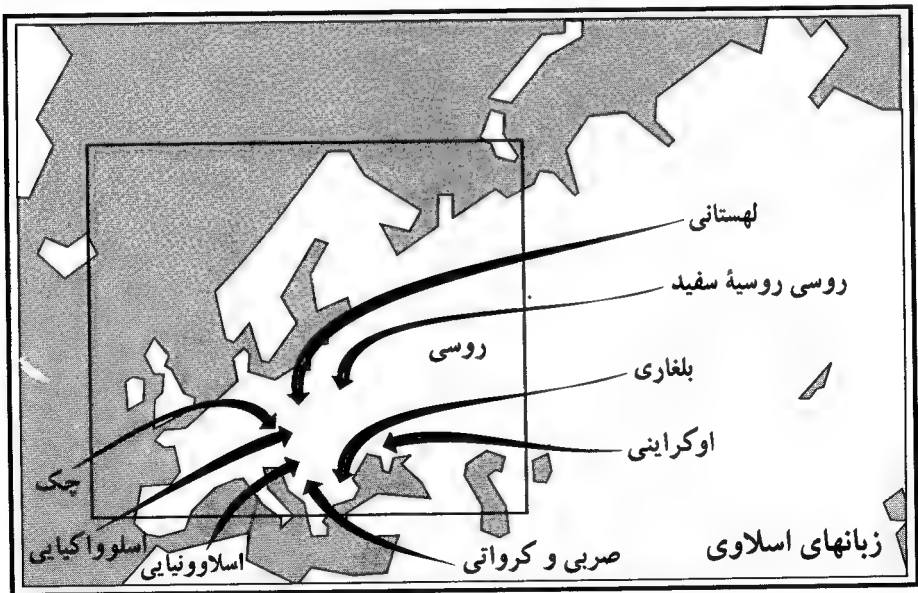 لهستانی
روسی روسیهٔ سفید
روسی
بلغاری
اوکراینی
چک
اسلوواکیایی
اسلاوونیایی
صربی و کرواتی
زبانهای اسلاوی